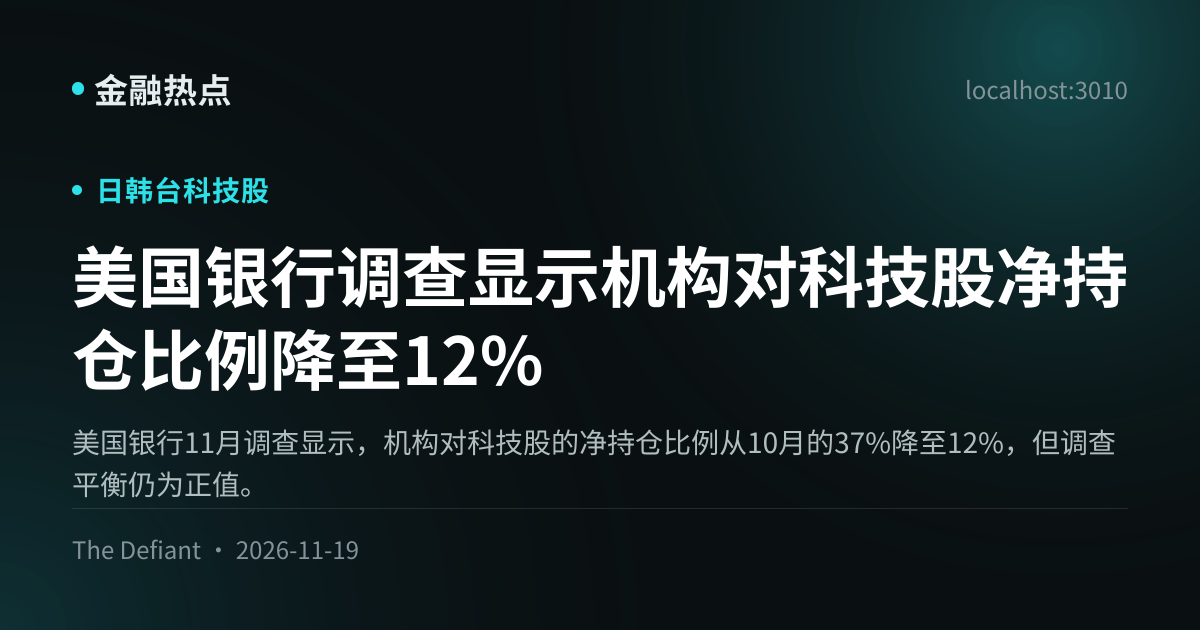 金融热点
localhost:3010
日韩台科技股
美国银行调查显示机构对科技股净持
仓比例降至12%
美国银行11月调查显示，机构对科技股的净持仓比例从10月的37%降至12%，但调查
平衡仍为正值。
The Defiant • 2026-11-19